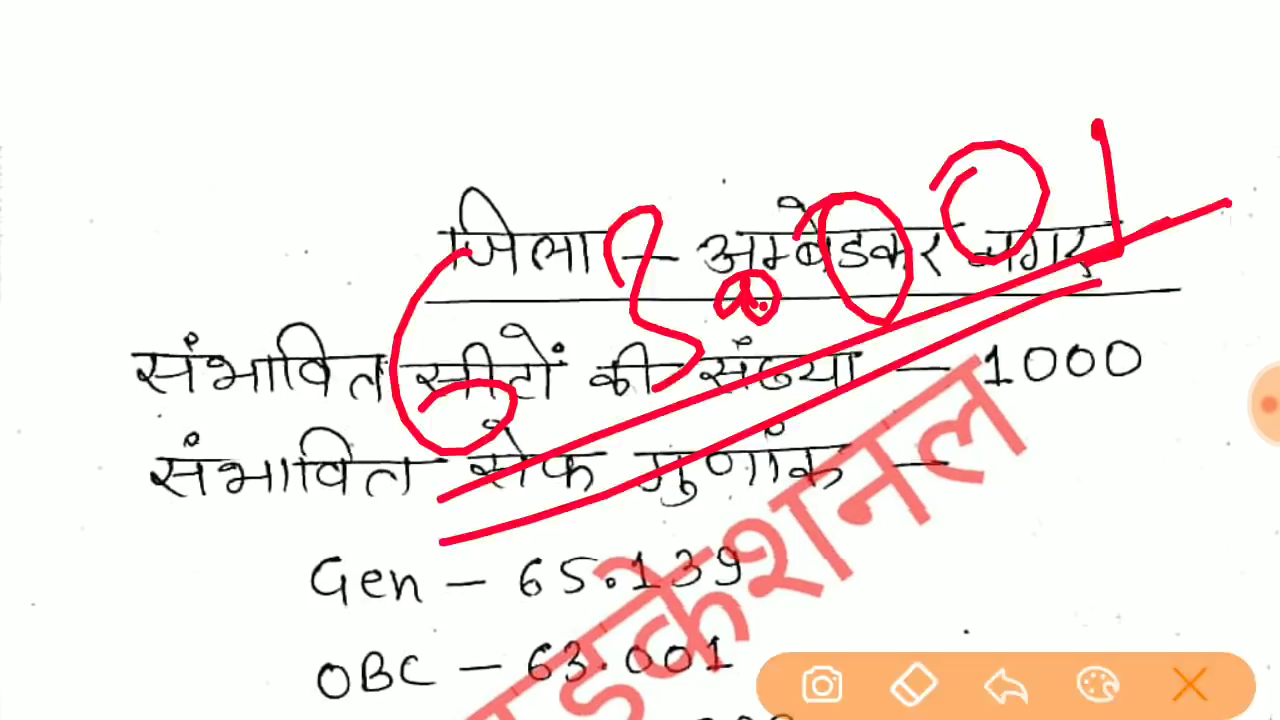 जिला - अम्बेडकर नगर
संभावित सीटों की संख्या - 1000
संभावित सेफ गुणांक -
Gen - 65.139
OBC - 63.001